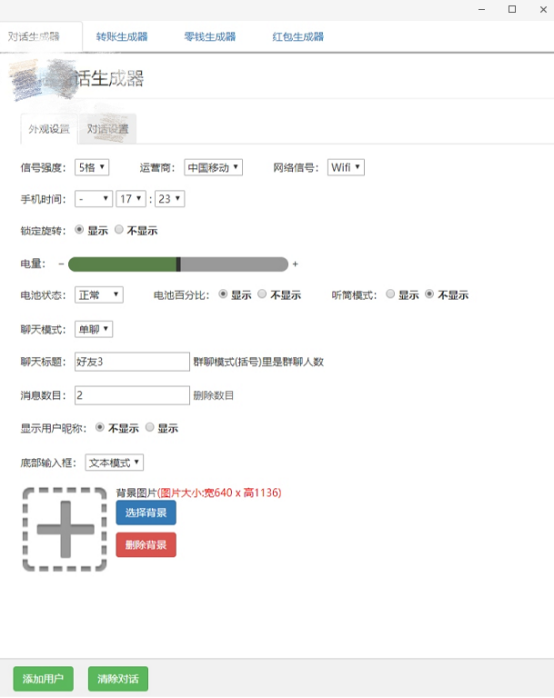 对话生成器 转账生成器 零钱生成器 红包生成器
话生成器
外观设置 对话设置
信号强度： 5格 运营商： 中国移动 网络信号： Wifi
手机时间： - 17 : 23
锁定旋转： 显示 不显示
电量： - +
电池状态： 正常 电池百分比： 显示 不显示 听筒模式： 显示 不显示
聊天模式： 单聊
聊天标题： 好友3 群聊模式(括号)里是群聊人数
消息数目： 2 删除数目
显示用户昵称： 不显示 显示
底部输入框： 文本模式
背景图片(图片大小:宽640 x 高1136)
选择背景
删除背景
添加用户 清除对话